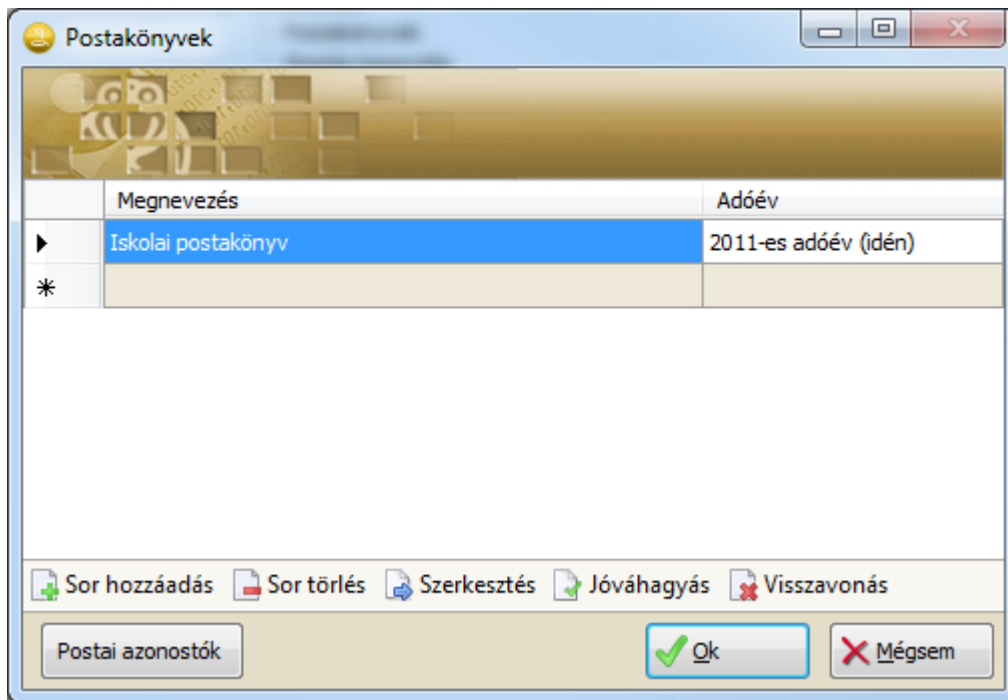 Postakönyvek
Megnevezés Adóév
Iskolai postakönyv 2011-es adóév (idén)
Sor hozzáadás Sor törlés Szerkesztés Jóváhagyás Visszavonás
Postai azonostók Ok Mégsem